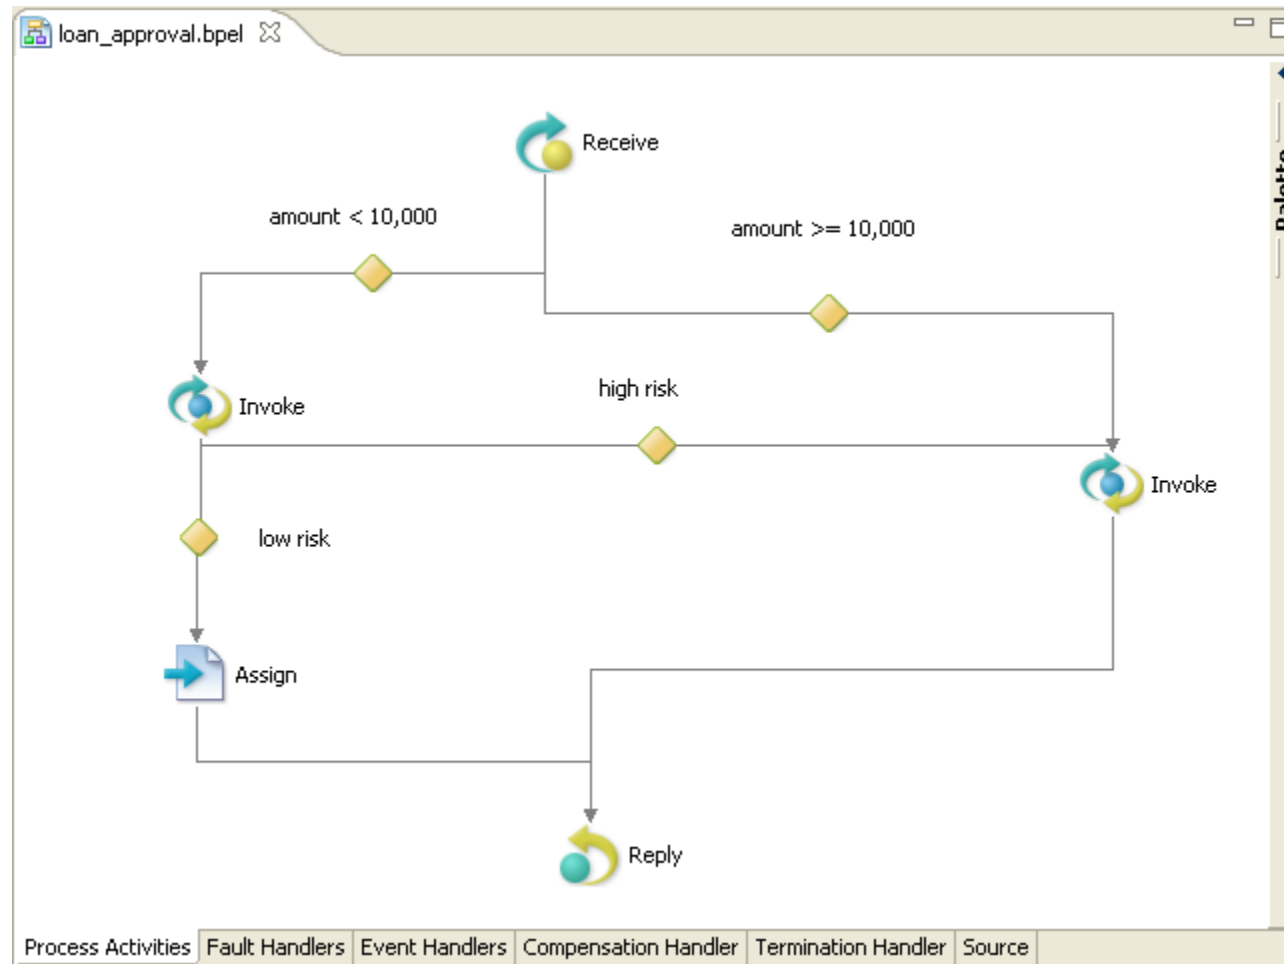 loan_approval.bpel
Palette
Receive
amount < 10,000
amount >= 10,000
Invoke
high risk
Invoke
low risk
Assign
Reply
Process Activities Fault Handlers Event Handlers Compensation Handler Termination Handler Source